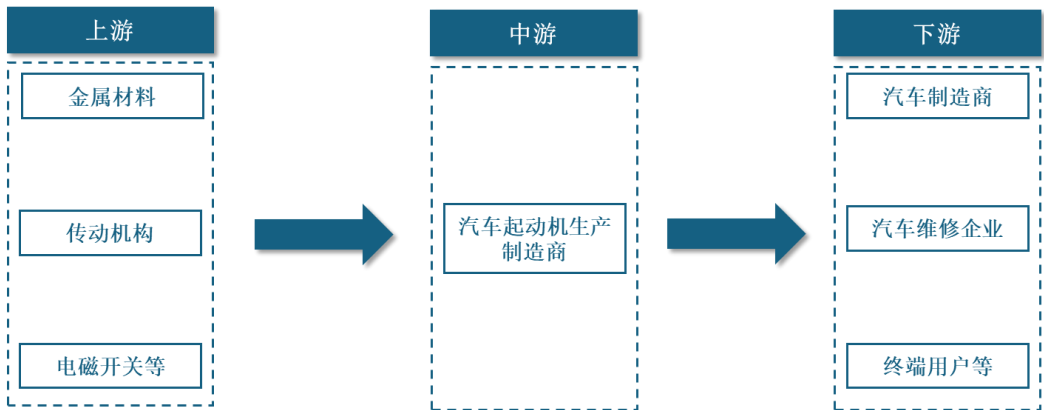 上游
中游
下游
金属材料
汽车制造商
传动机构
汽车起动机生产
制造商
汽车维修企业
电磁开关等
终端用户等